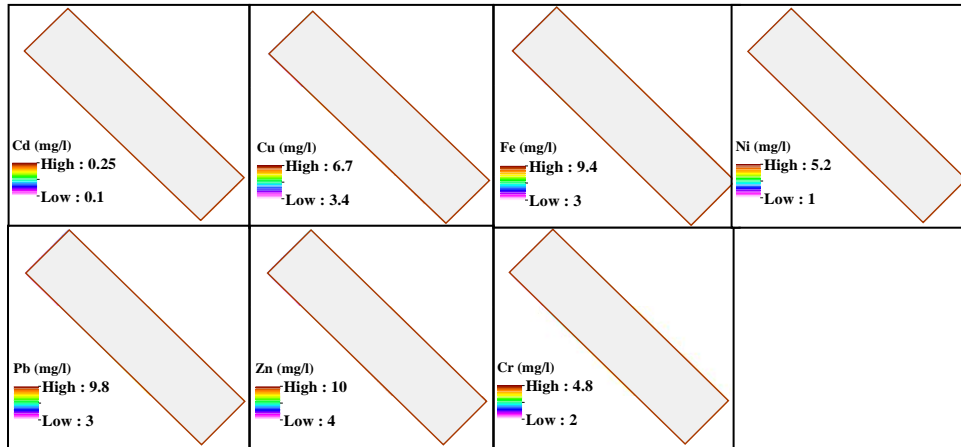 Cd (mg/l)
High : 0.25
Low : 0.1
Cu (mg/l)
High : 6.7
Low : 3.4
Fe (mg/l)
High : 9.4
Low : 3
Ni (mg/l)
High : 5.2
Low : 1
Pb (mg/l)
High : 9.8
Low : 3
Zn (mg/l)
High : 10
Low : 4
Cr (mg/l)
High : 4.8
Low : 2